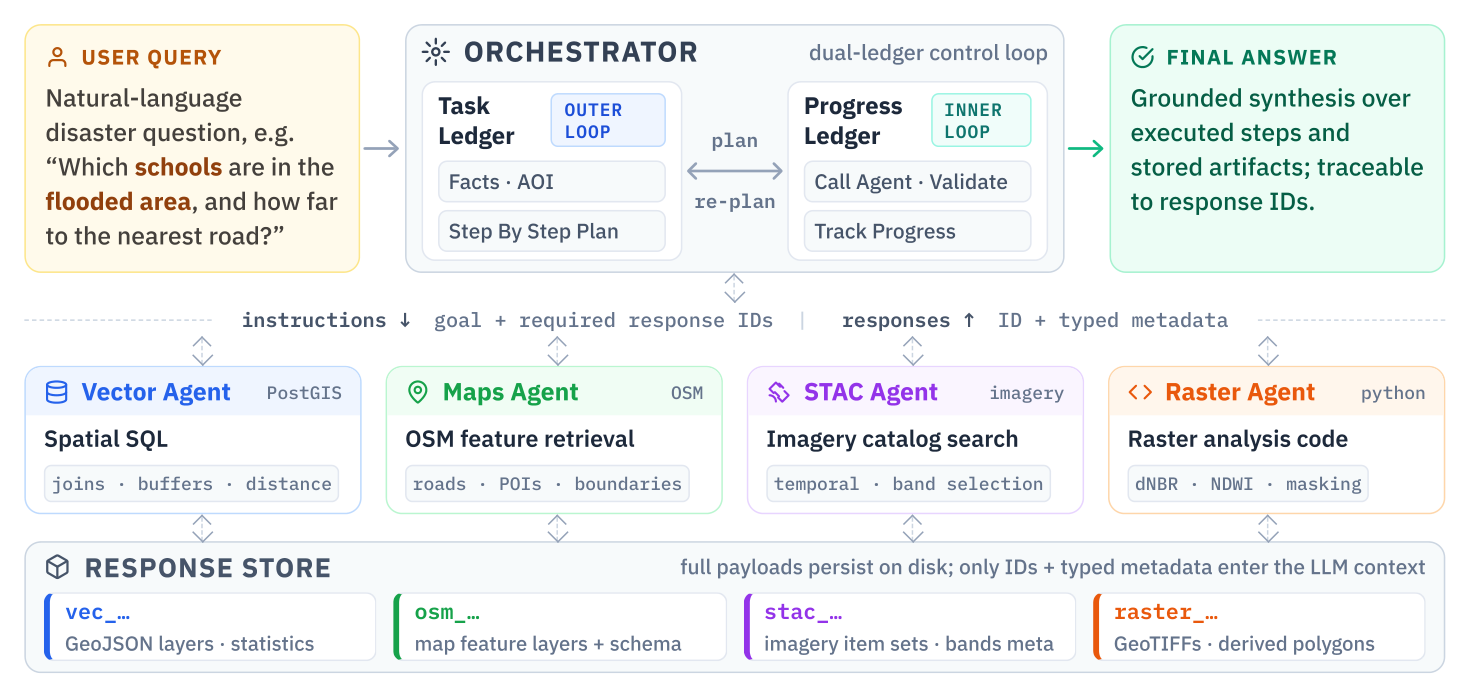 USER QUERY
Natural-language
disaster question, e.g.
“Which schools are in the
flooded area, and how far
to the nearest road?”
ORCHESTRATOR
dual-ledger control loop
Task
Ledger
OUTER
LOOP
Facts · AOI
Step By Step Plan
plan
re-plan
Progress
Ledger
INNER
LOOP
Call Agent · Validate
Track Progress
FINAL ANSWER
Grounded synthesis over
executed steps and
stored artifacts; traceable
to response IDs.
instructions ↓ goal + required response IDs | responses ↑ ID + typed metadata
Vector Agent PostGIS
Spatial SQL
joins · buffers · distance
Maps Agent OSM
OSM feature retrieval
roads · POIs · boundaries
STAC Agent imagery
Imagery catalog search
temporal · band selection
Raster Agent python
Raster analysis code
dNBR · NDWI · masking
RESPONSE STORE
full payloads persist on disk; only IDs + typed metadata enter the LLM context
vec_…
GeoJSON layers · statistics
osm_…
map feature layers + schema
stac_…
imagery item sets · bands meta
raster_…
GeoTIFFs · derived polygons